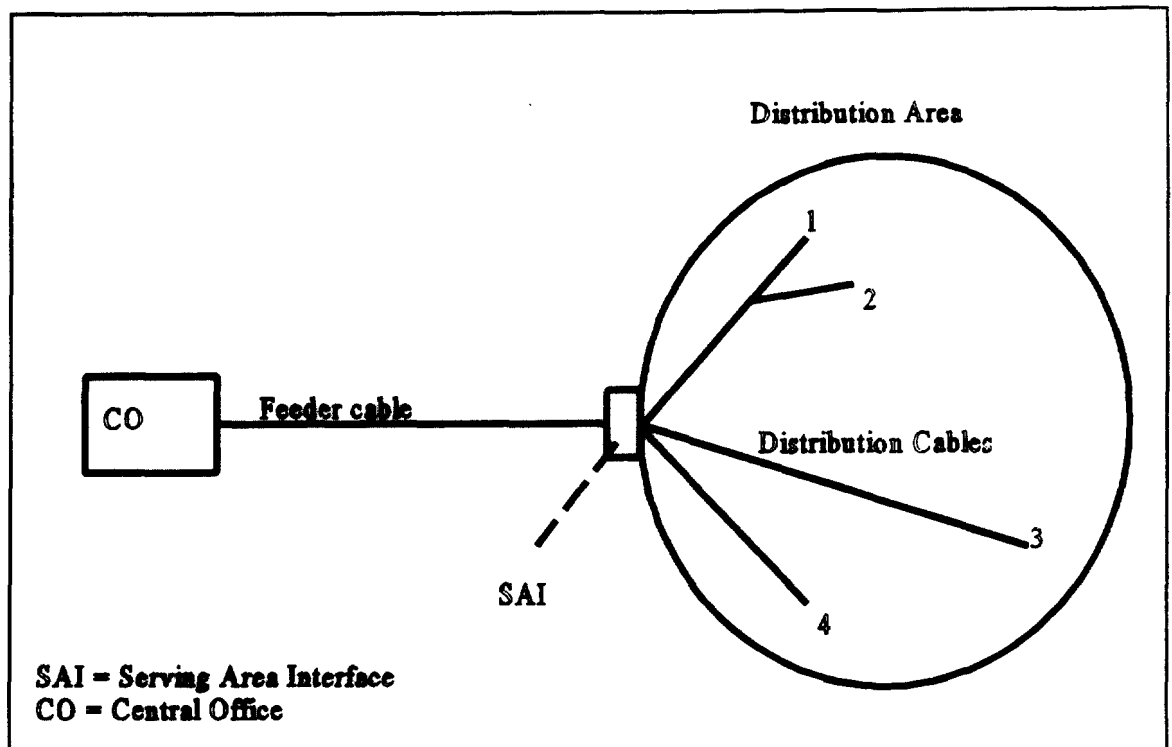 Distribution Area
1
2
CO
Feeder cable
Distribution Cables
3
SAI
4
SAI = Serving Area Interface
CO = Central Office